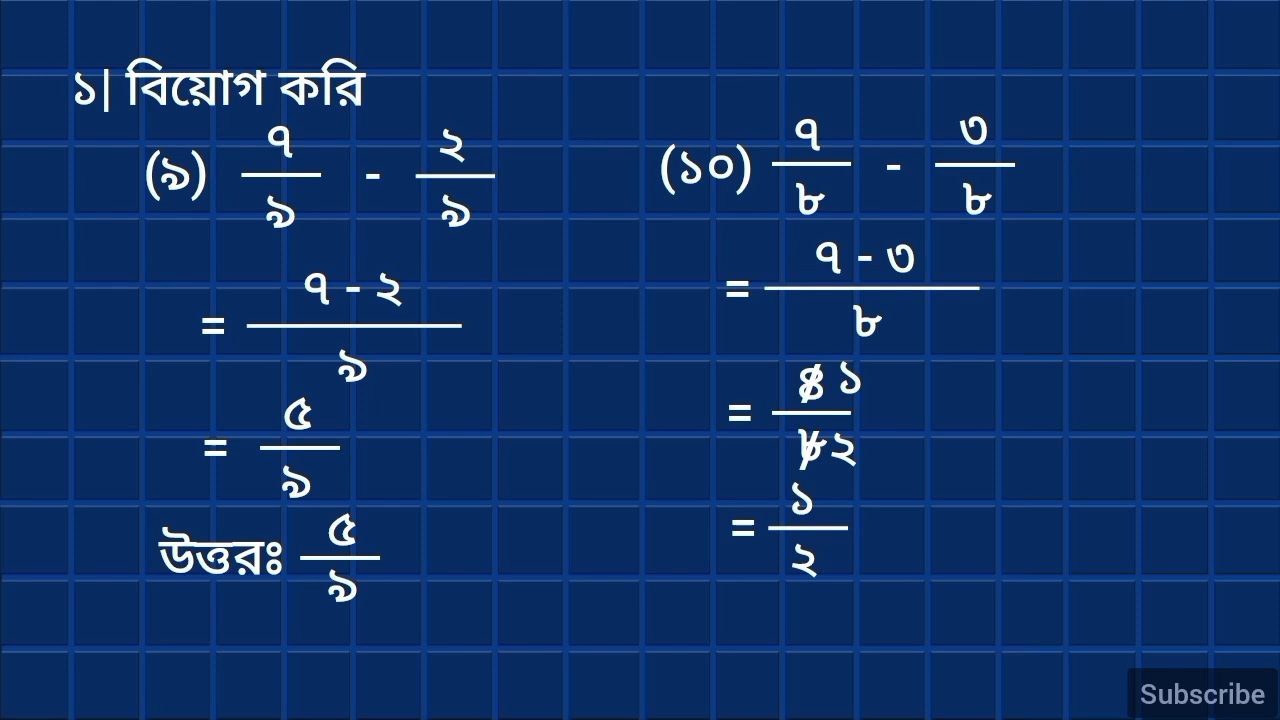 ১| বিয়োগ করি
(৯) ৭/৯ - ২/৯
= ৭ - ২/৯
= ৫/৯
উত্তরঃ ৫/৯
(১০) ৭/৮ - ৩/৮
= ৭ - ৩/৮
= ৪ ১/৮ ২
= ১/২
Subscribe